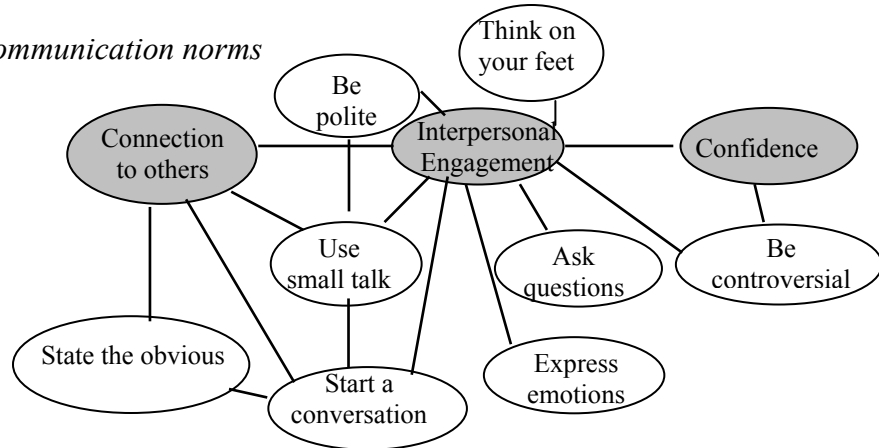 ommunication norms
Think on
your feet
Be
polite
Connection
to others
Interpersonal
Engagement
Confidence
Use
small talk
Ask
questions
Be
controversial
State the obvious
Start a
conversation
Express
emotions